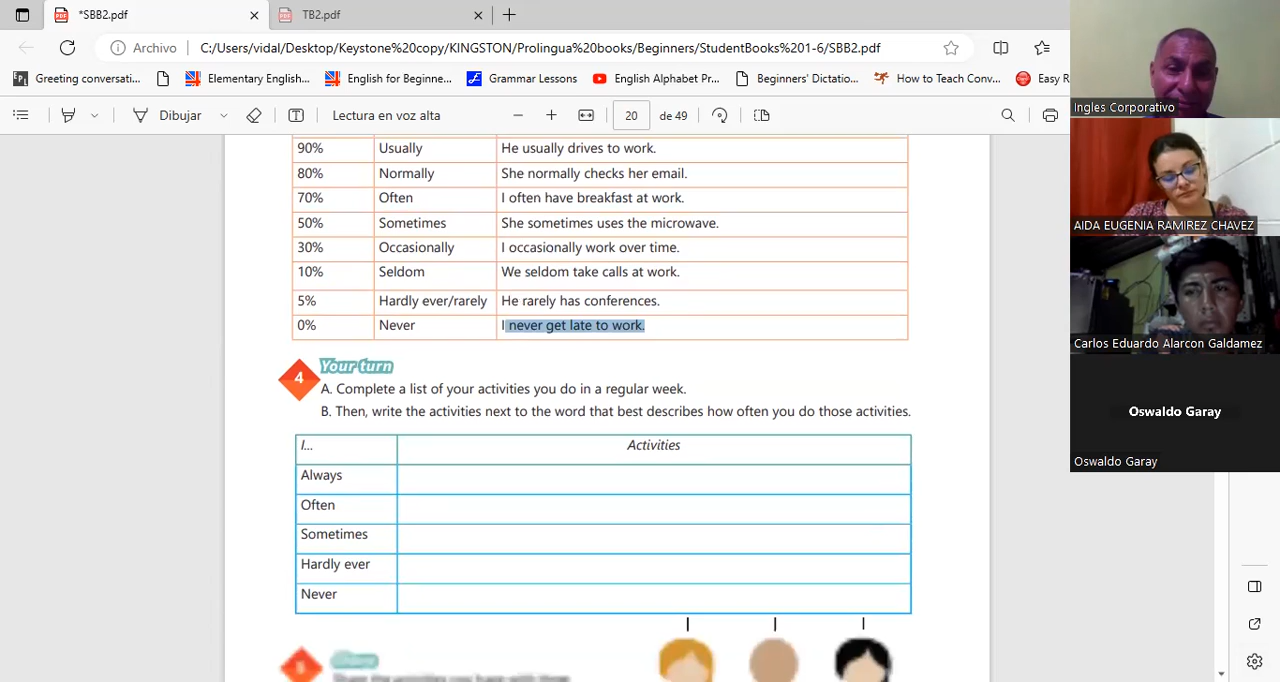 *SBB2.pdf
TB2.pdf
Archivo
C:/Users/vidal/Desktop/Keystone%20copy/KINGSTON/Prolingua%20books/Beginners/StudentBooks%201-6/SBB2.pdf
Greeting conversati...
Elementary English...
English for Beginne...
Grammar Lessons
English Alphabet Pr...
Beginners' Dictatio...
How to Teach Conv...
Easy R
Dibujar
Lectura en voz alta
20
de 49
90% Usually He usually drives to work.
80% Normally She normally checks her email.
70% Often I often have breakfast at work.
50% Sometimes She sometimes uses the microwave.
30% Occasionally I occasionally work over time.
10% Seldom We seldom take calls at work.
5% Hardly ever/rarely He rarely has conferences.
0% Never I never get late to work.
4 Your turn
A. Complete a list of your activities you do in a regular week.
B. Then, write the activities next to the word that best describes how often you do those activities.
I... Activities
Always
Often
Sometimes
Hardly ever
Never
Ingles Corporativo
AIDA EUGENIA RAMIREZ CHAVEZ
Carlos Eduardo Alarcon Galdamez
Oswaldo Garay
Oswaldo Garay